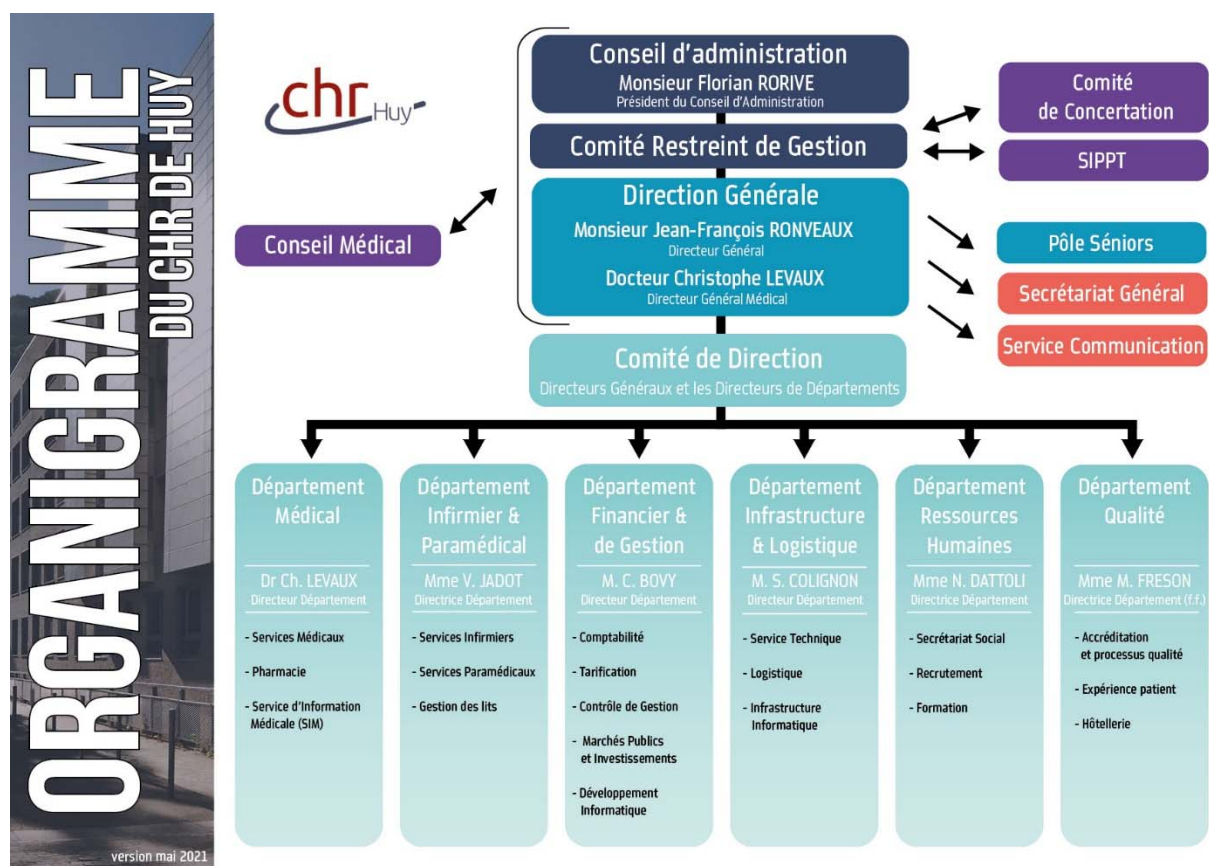 ORGANIGRAMME
DU CHR DE HUY
version mai 2021
chr
Huy
Conseil d'administration
Monsieur Florian RORIVE
Président du Conseil d'Administration
Comité Restreint de Gestion
Direction Générale
Monsieur Jean-François RONVEAUX
Directeur Général
Docteur Christophe LEVAUX
Directeur Général Médical
Conseil Médical
Comité
de Concertation
SIPPT
Pôle Séniors
Secrétariat Général
Service Communication
Comité de Direction
Directeurs Généraux et les Directeurs de Départements
Département
Médical
Dr Ch. LEVAUX
Directeur Département
- Services Médicaux
- Pharmacie
- Service d'Information
Médicale (SIM)
Département
Infirmier &
Paramédical
Mme V. JADOT
Directrice Département
- Services Infirmiers
- Services Paramédicaux
- Gestion des lits
Département
Financier &
de Gestion
M. C. BOVY
Directeur Département
- Comptabilité
- Tarification
- Contrôle de Gestion
- Marchés Publics
et Investissements
- Développement
Informatique
Département
Infrastructure
& Logistique
M. S. COLIGNON
Directeur Département
- Service Technique
- Logistique
- Infrastructure
Informatique
Département
Ressources
Humaines
Mme N. DATTOLI
Directrice Département
- Secrétariat Social
- Recrutement
- Formation
Département
Qualité
Mme M. FRESON
Directrice Département (f.f.)
- Accréditation
et processus qualité
- Expérience patient
- Hôtellerie